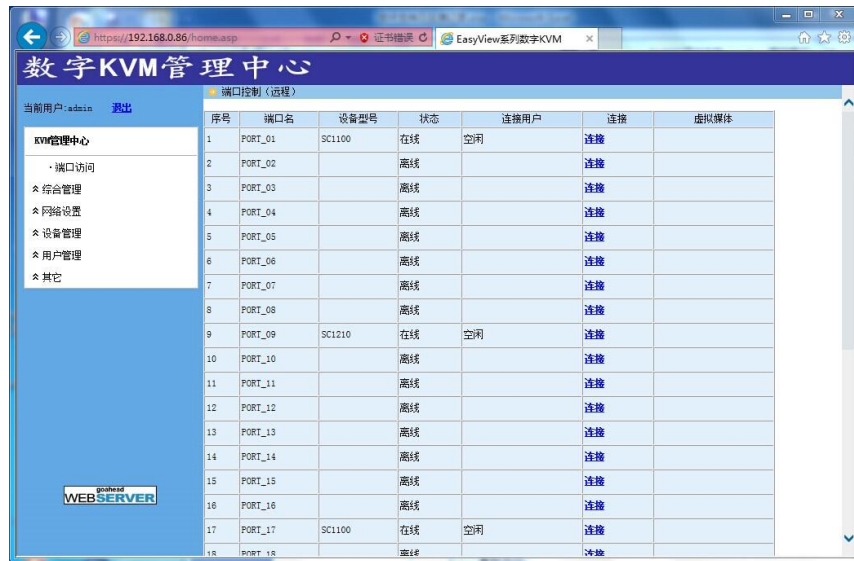 https://192.168.0.86/home.asp
证书错误
EasyView系列数字KVM
数字KVM管理中心
当前用户:admin 退出
KVM管理中心
·端口访问
综合管理
网络设置
设备管理
用户管理
其它
goahead
WEBSERVER
端口控制（远程）
序号 端口名 设备型号 状态 连接用户 连接 虚拟媒体
1 PORT_01 SC1100 在线 空闲 连接
2 PORT_02 离线 连接
3 PORT_03 离线 连接
4 PORT_04 离线 连接
5 PORT_05 离线 连接
6 PORT_06 离线 连接
7 PORT_07 离线 连接
8 PORT_08 离线 连接
9 PORT_09 SC1210 在线 空闲 连接
10 PORT_10 离线 连接
11 PORT_11 离线 连接
12 PORT_12 离线 连接
13 PORT_13 离线 连接
14 PORT_14 离线 连接
15 PORT_15 离线 连接
16 PORT_16 离线 连接
17 PORT_17 SC1100 在线 空闲 连接
18 PORT_18 离线 连接